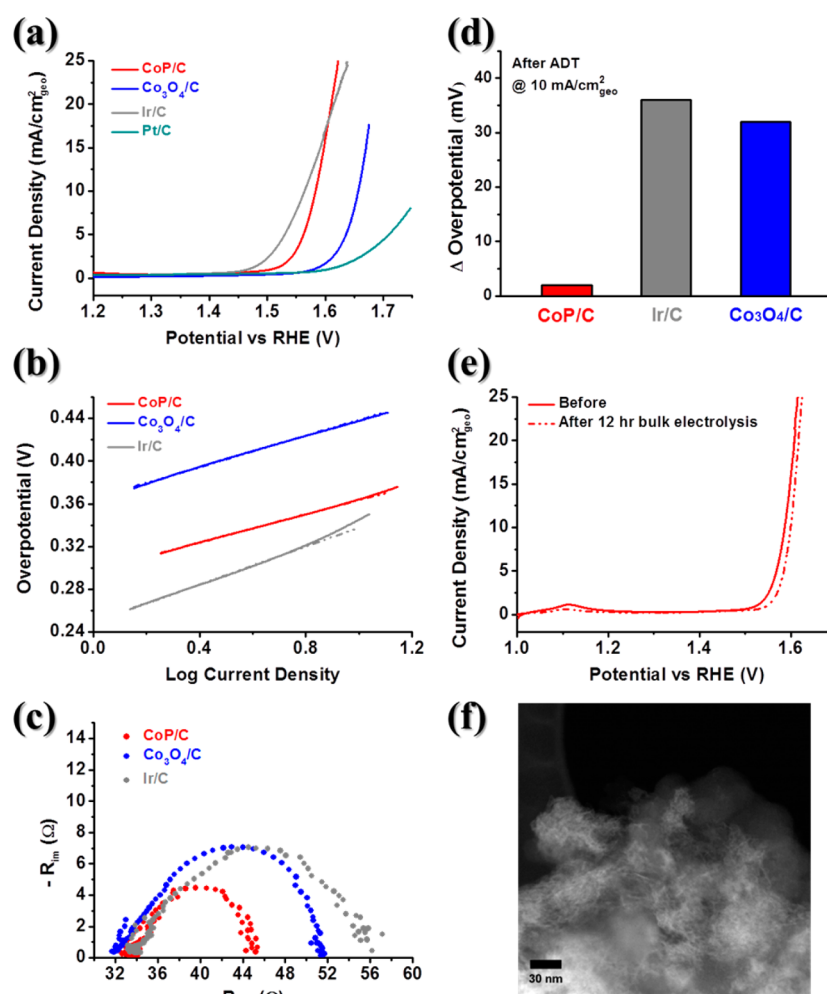 (a)
25
20
15
10
5
0
1.2
1.3
1.4
1.5
1.6
1.7
Current Density (mA/cm²geo)
Potential vs RHE (V)
CoP/C
Co₃O₄/C
Ir/C
Pt/C
(d)
After ADT
@ 10 mA/cm²geo
40
30
20
10
0
Δ Overpotential (mV)
CoP/C
Ir/C
Co₃O₄/C
(b)
CoP/C
Co₃O₄/C
Ir/C
0.44
0.40
0.36
0.32
0.28
0.24
0.0
0.4
0.8
1.2
Overpotential (V)
Log Current Density
(e)
Before
After 12 hr bulk electrolysis
25
20
15
10
5
0
1.0
1.2
1.4
1.6
Current Density (mA/cm²geo)
Potential vs RHE (V)
(c)
CoP/C
Co₃O₄/C
Ir/C
14
12
10
8
6
4
2
0
32
36
40
44
48
52
56
60
- Rim (Ω)
(f)
30 nm